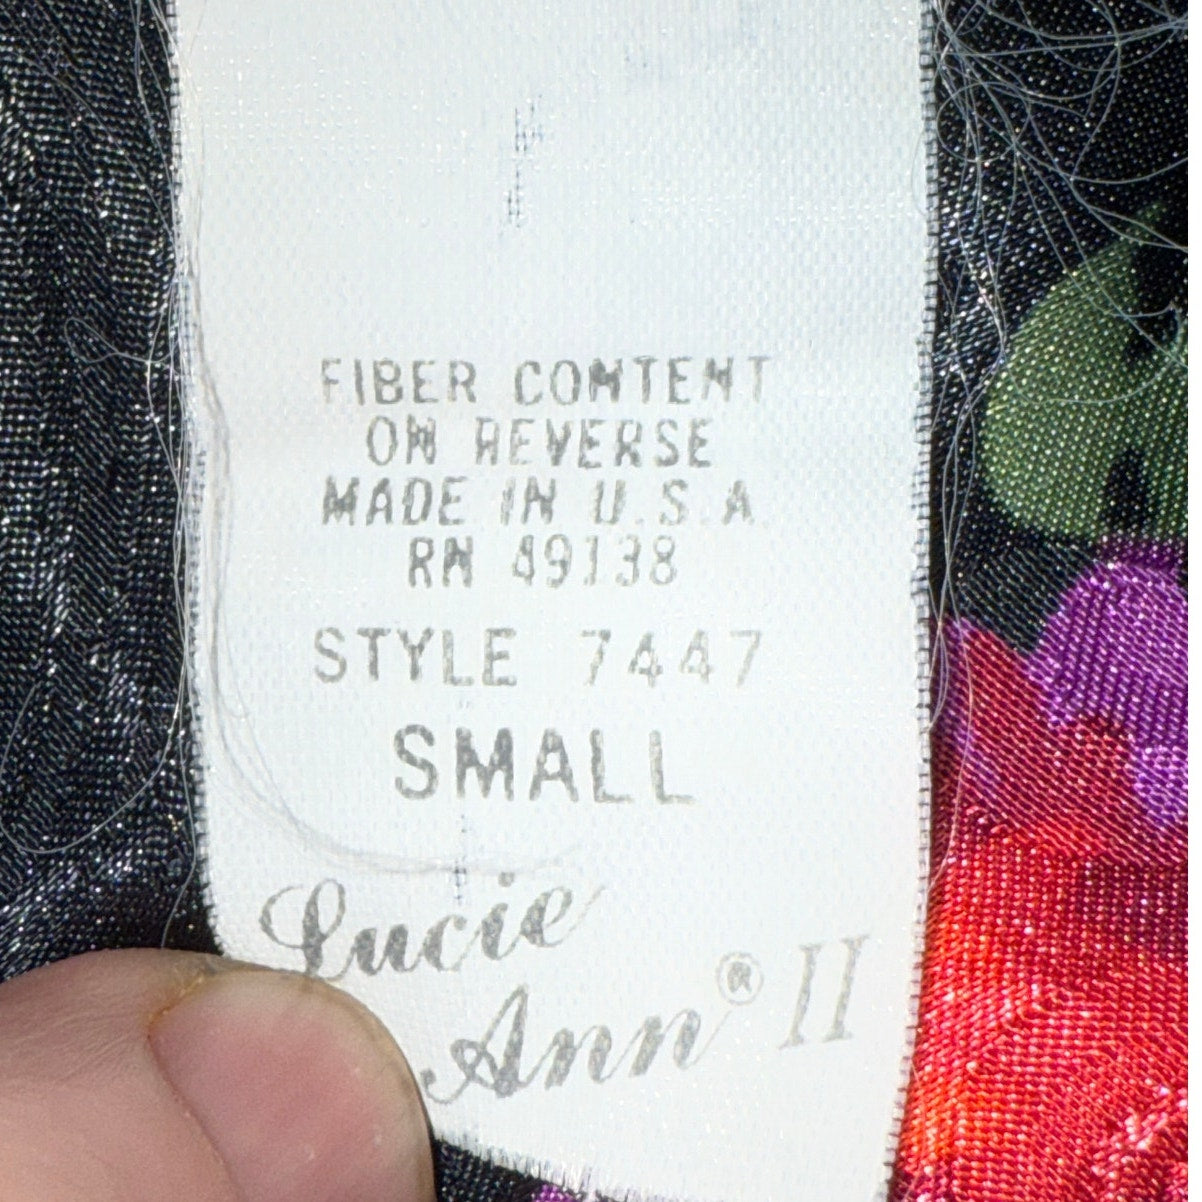 FIBER CONTENT
ON REVERSE
MADE IN U.S.A.
RN 49138
STYLE 7447
SMALL
Lucie
Ann® II